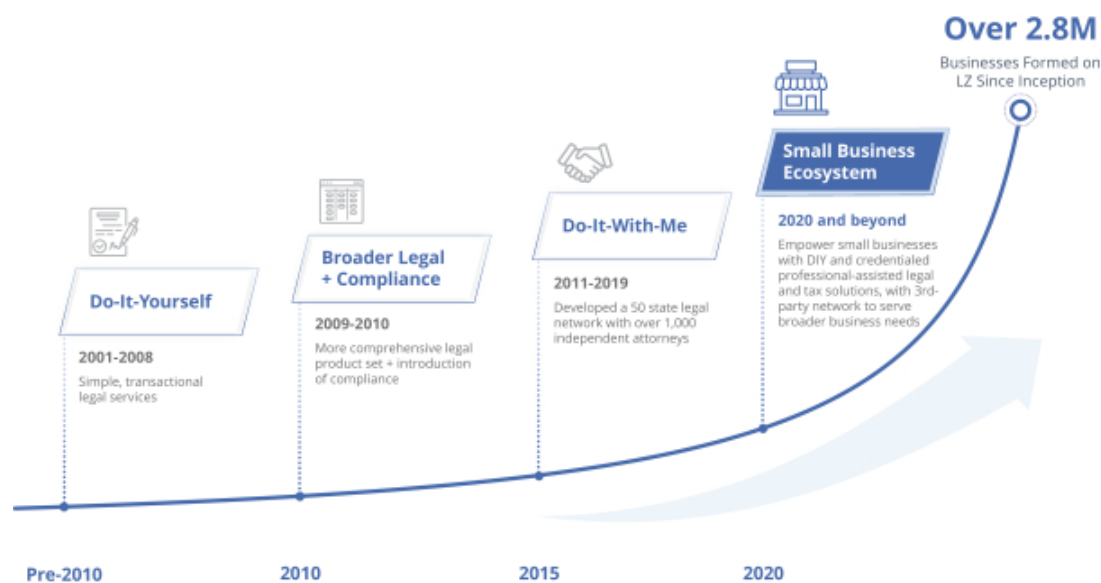 Over 2.8M
Businesses Formed on
LZ Since Inception
Small Business
Ecosystem
2020 and beyond
Empower small businesses
with DIY and credentialed
professional-assisted legal
and tax solutions, with 3rd-
party network to serve
broader business needs
Do-It-With-Me
2011-2019
Developed a 50 state legal
network with over 1,000
independent attorneys
Broader Legal
+ Compliance
2009-2010
More comprehensive legal
product set + introduction
of compliance
Do-It-Yourself
2001-2008
Simple, transactional
legal services
Pre-2010
2010
2015
2020